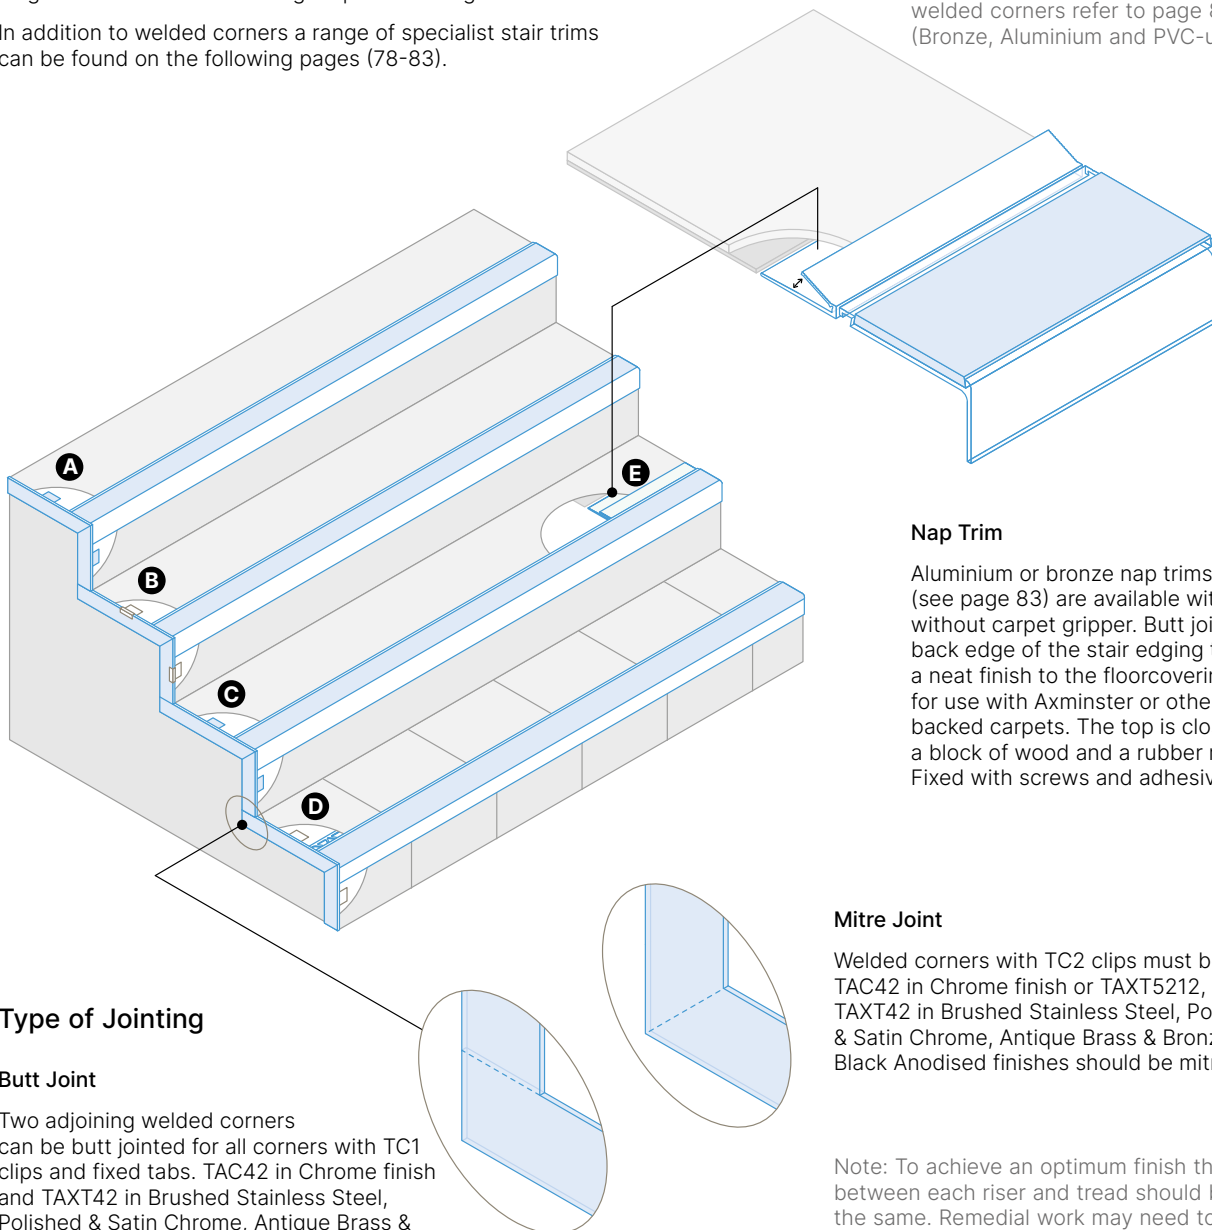 In addition to welded corners a range of specialist stair trims
can be found on the following pages (78-83).
welded corners refer to page 8
(Bronze, Aluminium and PVC-u
A
B
C
D
E
Nap Trim
Aluminium or bronze nap trims
(see page 83) are available wit
without carpet gripper. Butt joi
back edge of the stair edging
a neat finish to the floorcoverin
for use with Axminster or other
backed carpets. The top is clo
a block of wood and a rubber
Fixed with screws and adhesiv
Mitre Joint
Welded corners with TC2 clips must b
TAC42 in Chrome finish or TAXT5212,
TAXT42 in Brushed Stainless Steel, Po
& Satin Chrome, Antique Brass & Bronz
Black Anodised finishes should be mitr
Type of Jointing
Butt Joint
Two adjoining welded corners
can be butt jointed for all corners with TC1
clips and fixed tabs. TAC42 in Chrome finish
and TAXT42 in Brushed Stainless Steel,
Polished & Satin Chrome, Antique Brass &
Note: To achieve an optimum finish th
between each riser and tread should b
the same. Remedial work may need to